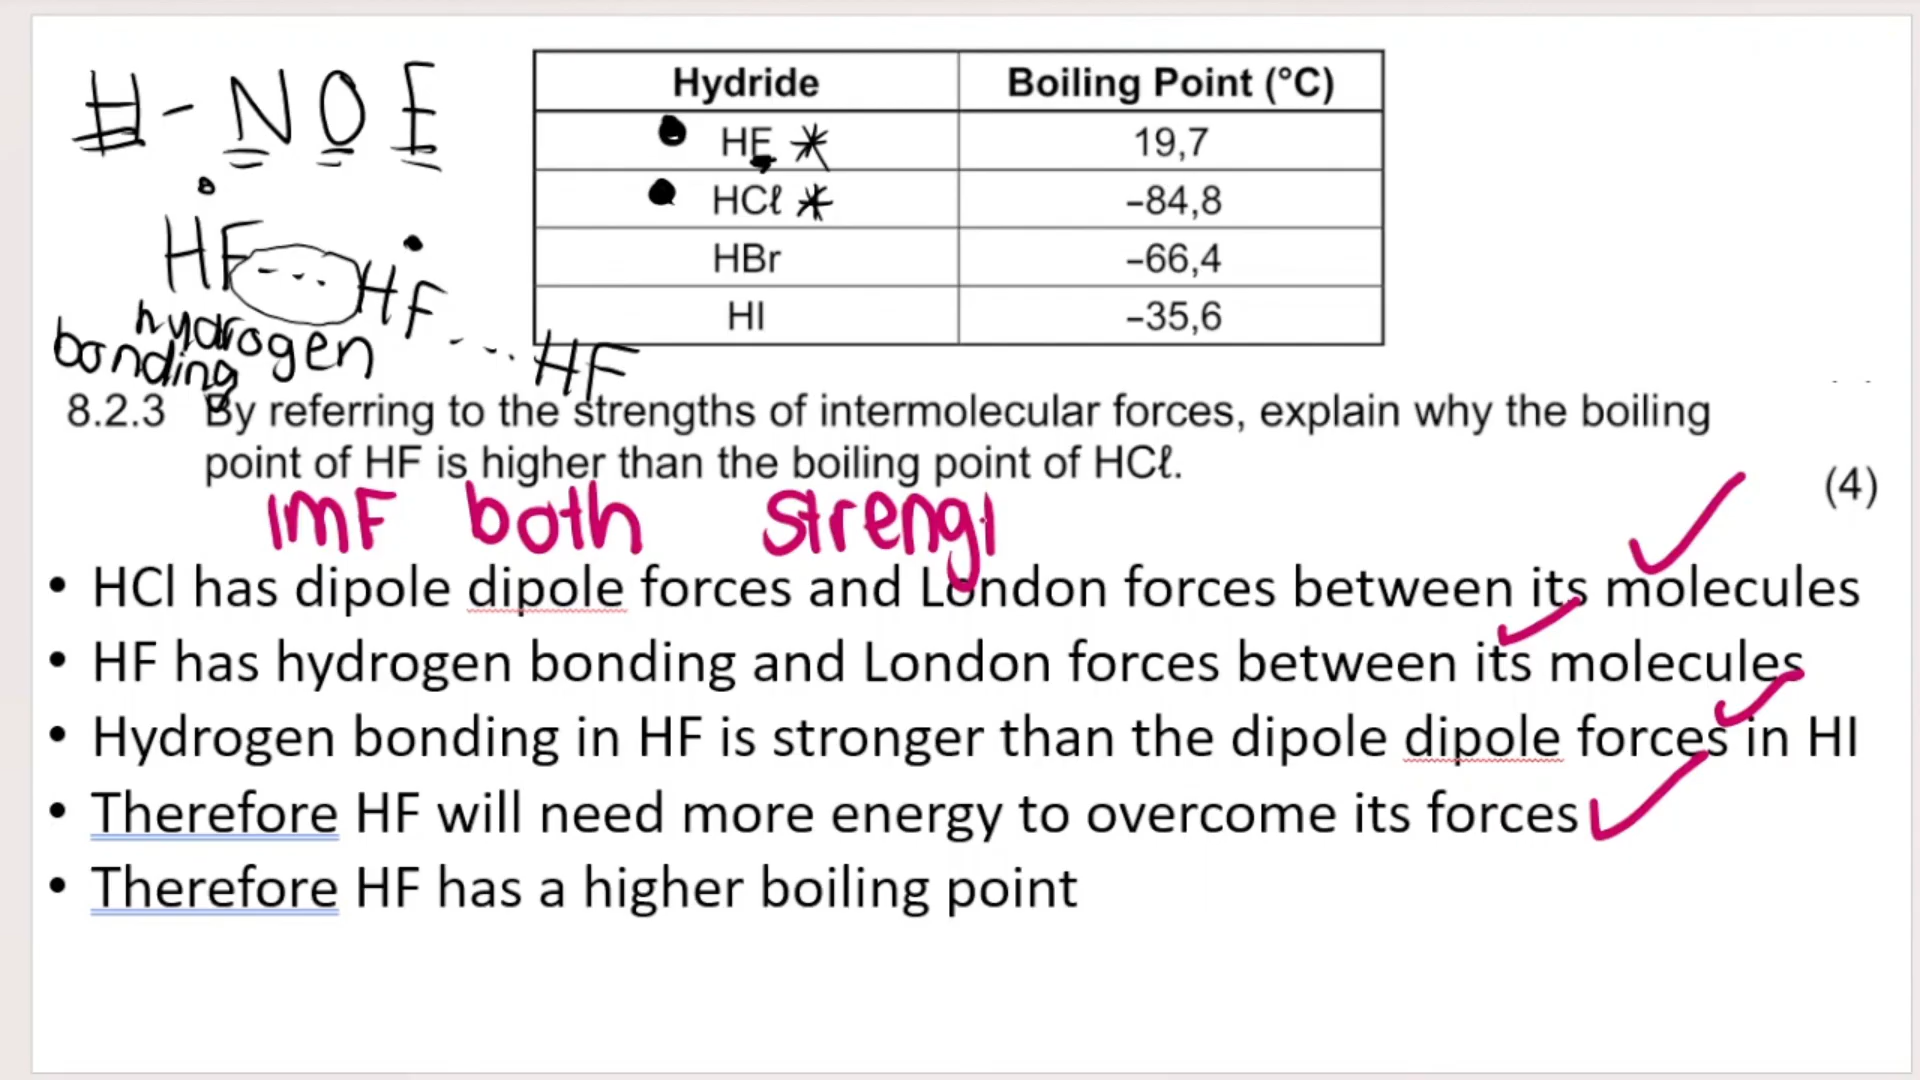 H - N O F
Hydride Boiling Point (°C)
HF * 19,7
HCℓ * –84,8
HBr –66,4
HI –35,6
HF --- HF --- HF
hydrogen
bonding
8.2.3 By referring to the strengths of intermolecular forces, explain why the boiling
point of HF is higher than the boiling point of HCℓ.
(4)
IMF both strengt
• HCl has dipole dipole forces and London forces between its molecules
• HF has hydrogen bonding and London forces between its molecules
• Hydrogen bonding in HF is stronger than the dipole dipole forces in HI
• Therefore HF will need more energy to overcome its forces
• Therefore HF has a higher boiling point